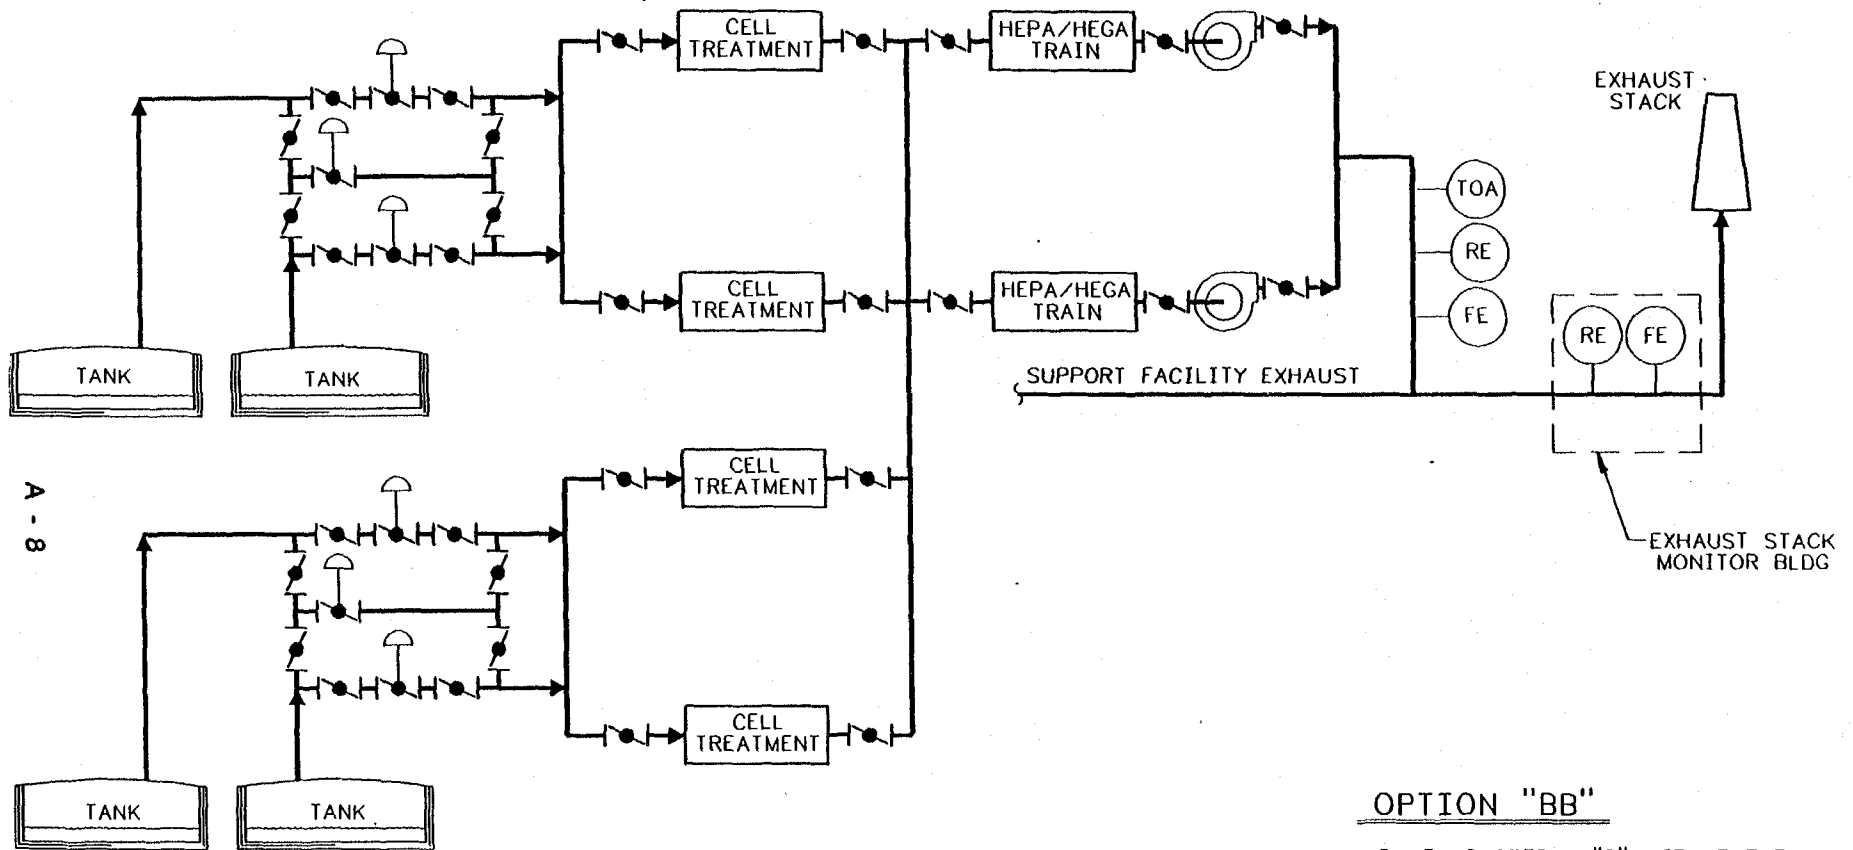 CELL
TREATMENT
HEPA/HEGA
TRAIN
EXHAUST
STACK
TOA
RE
FE
CELL
TREATMENT
HEPA/HEGA
TRAIN
RE
FE
TANK
TANK
SUPPORT FACILITY EXHAUST
CELL
TREATMENT
A - 8
EXHAUST STACK
MONITOR BLDG
CELL
TREATMENT
TANK
TANK
OPTION "BB"